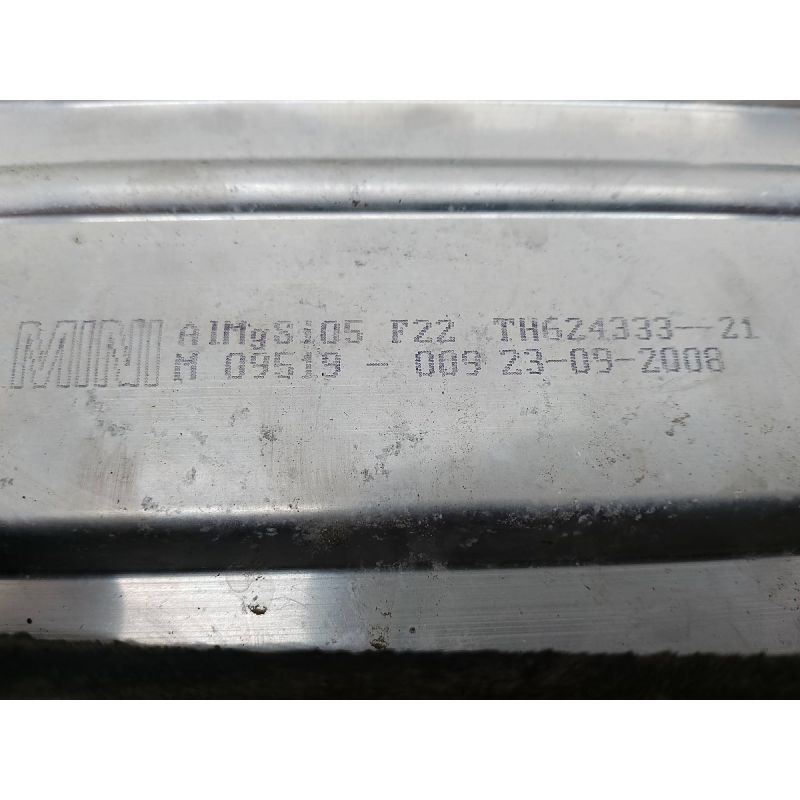 MINI AlMgSi05 F22 TH624333--21
M 09519 - 009 23-09-2008